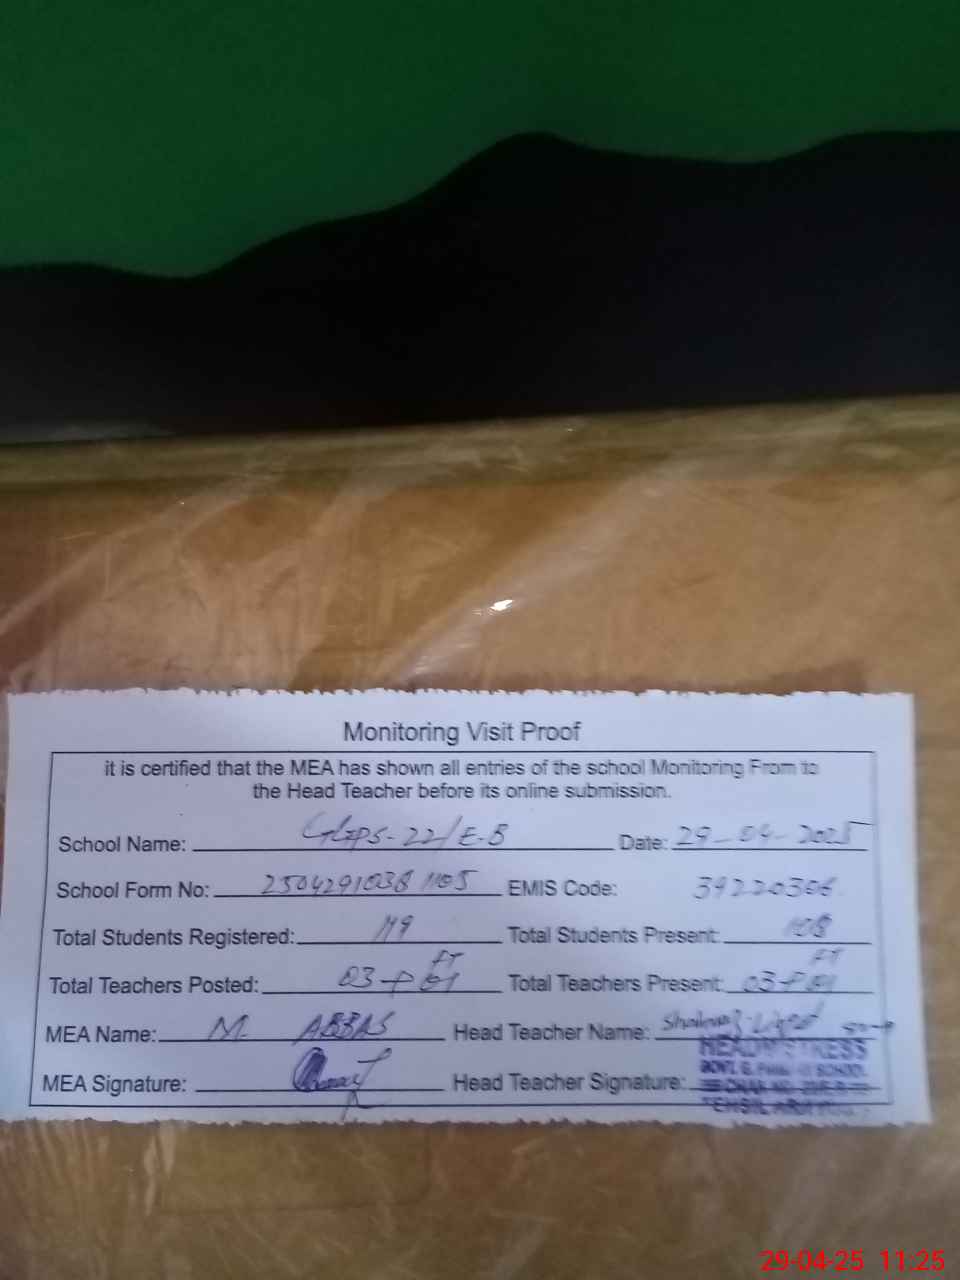 Monitoring Visit Proof
it is certified that the MEA has shown all entries of the school Monitoring From to
the Head Teacher before its online submission.
School Name: GGPS-22/E-B Date: 29-04-2025
School Form No: 2504291038 1105 EMIS Code: 39220306
Total Students Registered: 119 Total Students Present: 108
Total Teachers Posted: 03+01 FT Total Teachers Present: 03+01 FT
MEA Name: M. ABBAS Head Teacher Name:
MEA Signature: Head Teacher Signature:
HEADMISTRESS
29-04-25 11:25